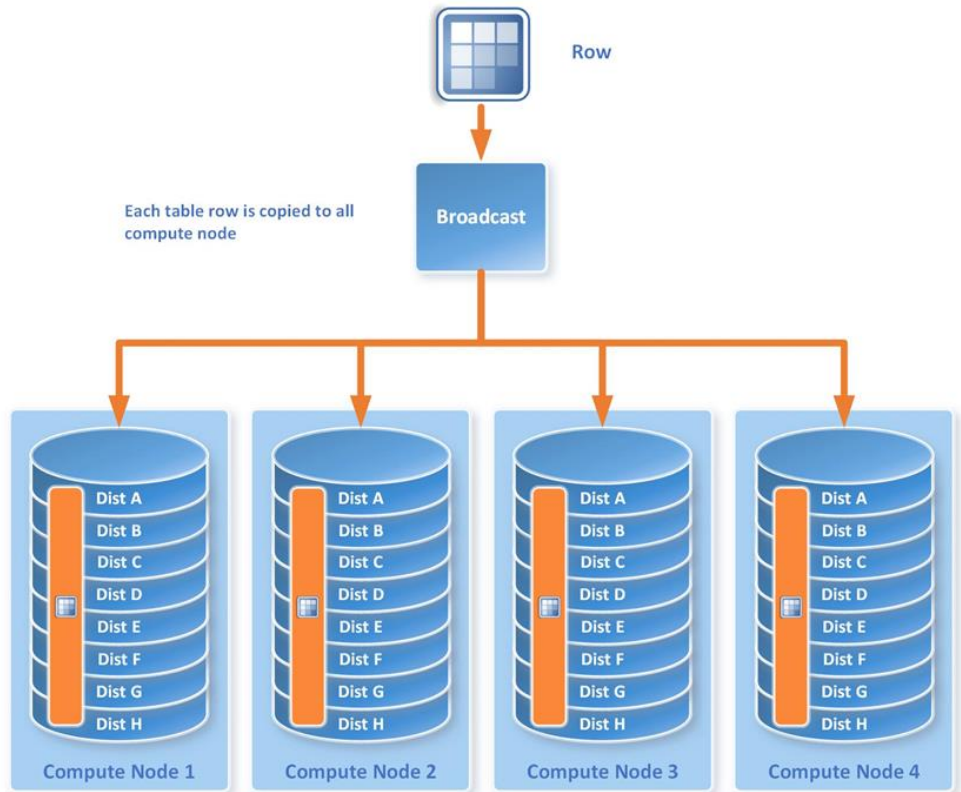 Row
Each table row is copied to all
compute node
Broadcast
Dist A
Dist B
Dist C
Dist D
Dist E
Dist F
Dist G
Dist H
Compute Node 1
Dist A
Dist B
Dist C
Dist D
Dist E
Dist F
Dist G
Dist H
Compute Node 2
Dist A
Dist B
Dist C
Dist D
Dist E
Dist F
Dist G
Dist H
Compute Node 3
Dist A
Dist B
Dist C
Dist D
Dist E
Dist F
Dist G
Dist H
Compute Node 4